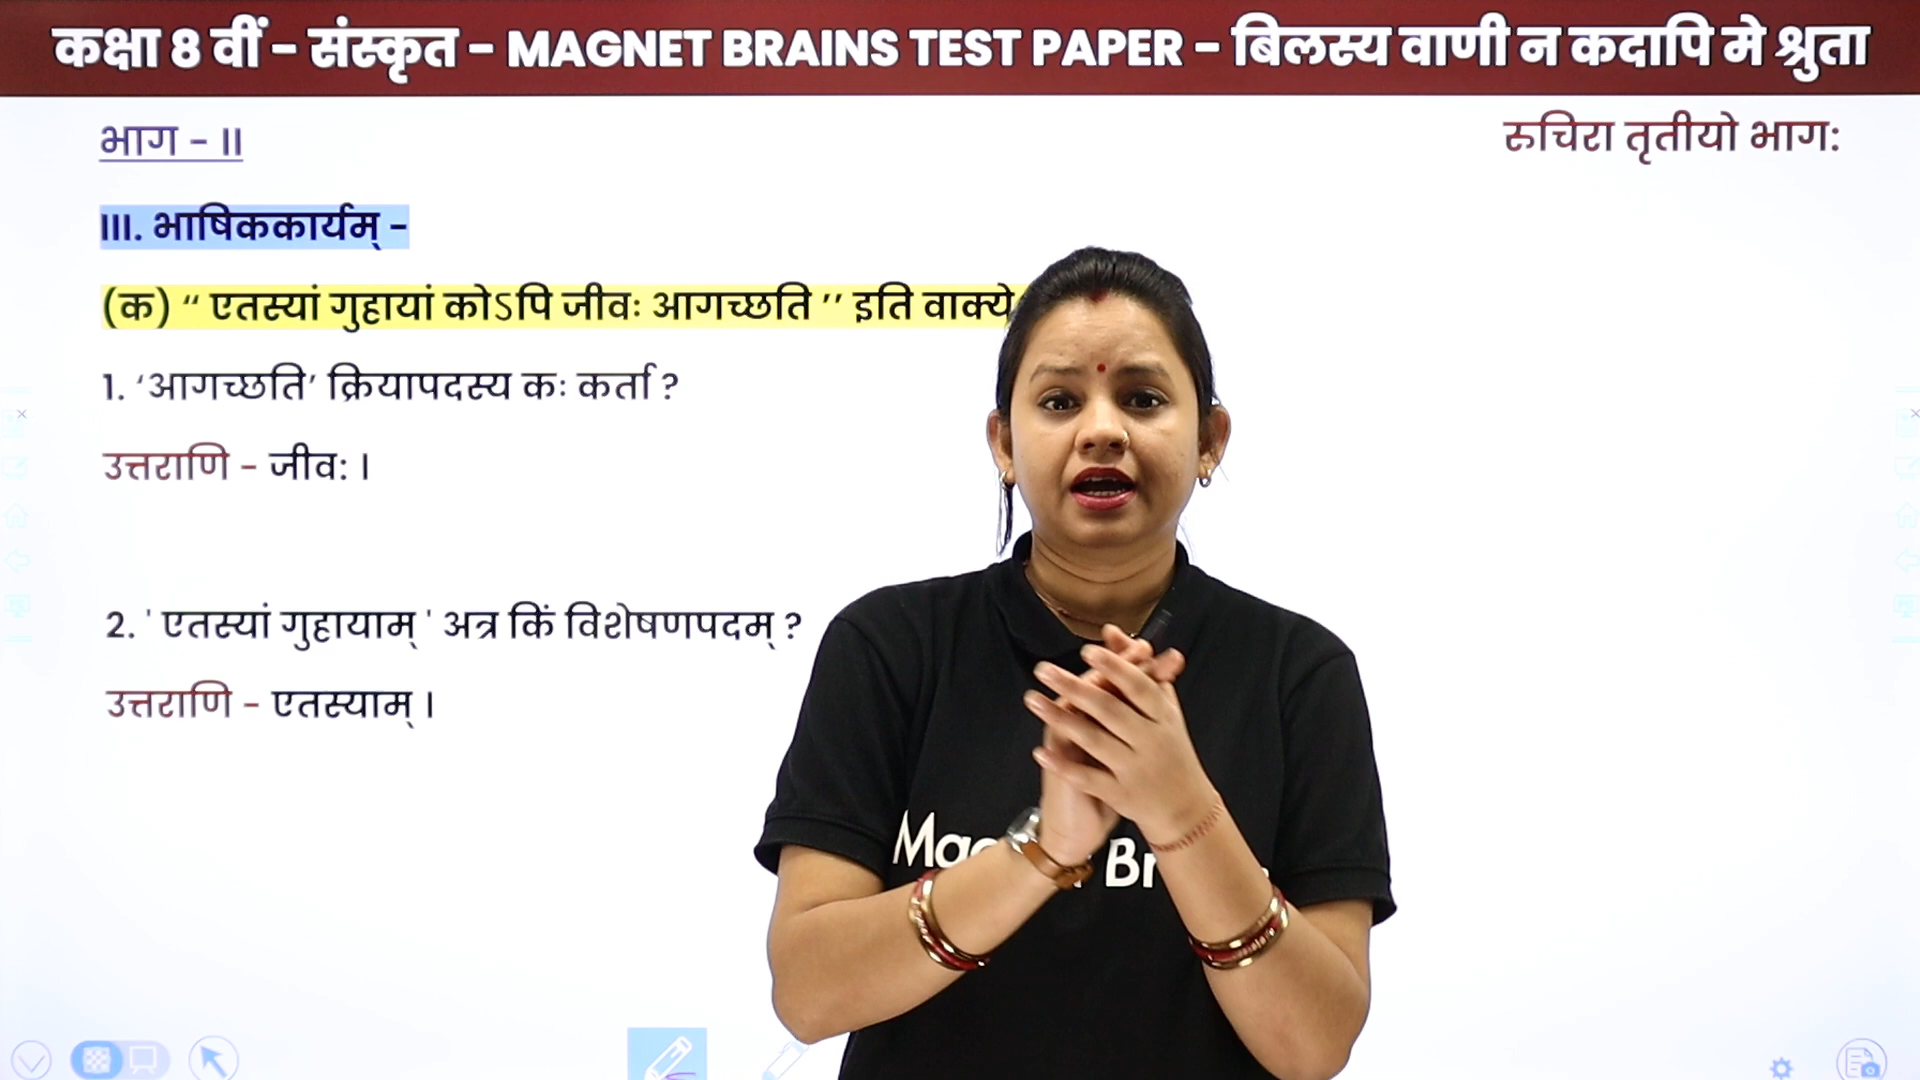 कक्षा 8 वीं - संस्कृत - MAGNET BRAINS TEST PAPER - बिलस्य वाणी न कदापि मे श्रुता
भाग - II
रुचिरा तृतीयो भाग:
III. भाषिककार्यम् -
(क) “ एतस्यां गुहायां कोऽपि जीवः आगच्छति ’’ इति वाक्ये
1. ‘आगच्छति’ क्रियापदस्य कः कर्ता ?
उत्तराणि - जीव: ।
2. ' एतस्यां गुहायाम् ' अत्र किं विशेषणपदम् ?
उत्तराणि - एतस्याम् ।